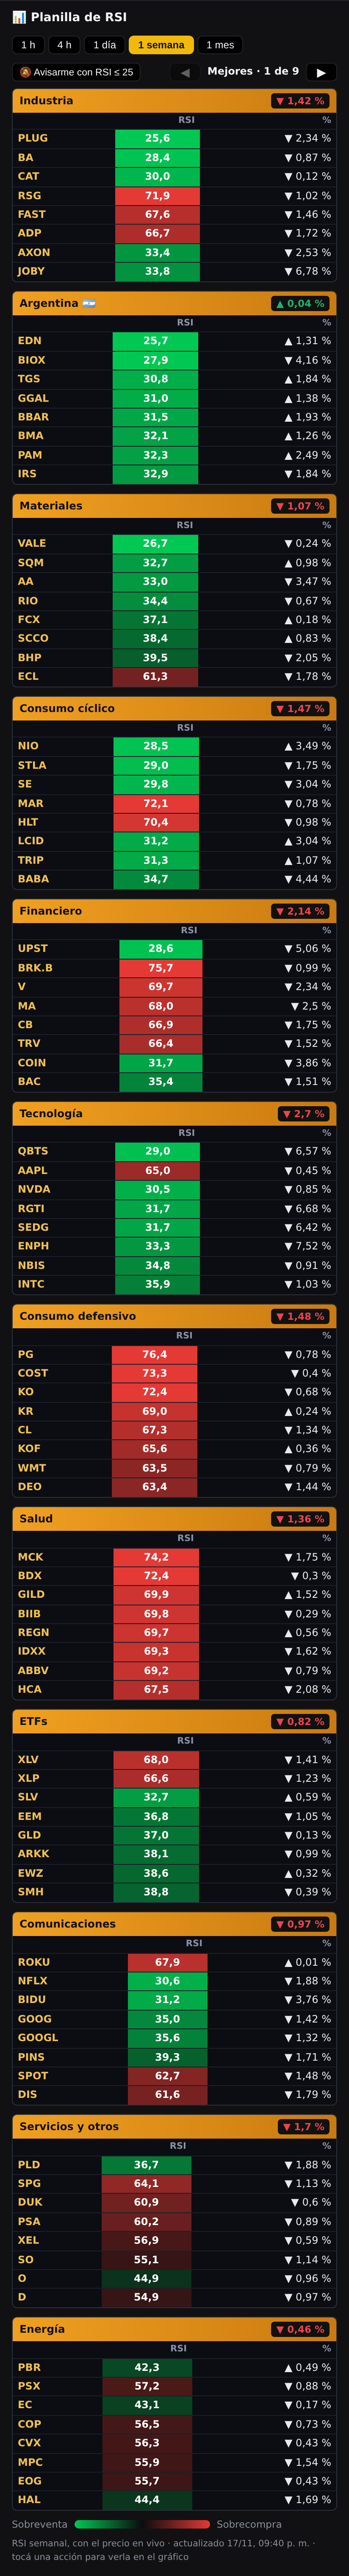 📊 Planilla de RSI
1 h 4 h 1 día 1 semana 1 mes
🔕 Avisarme con RSI ≤ 25 ◀ Mejores · 1 de 9 ▶
Industria ▼ 1,42 %
RSI %
PLUG 25,6 ▼ 2,34 %
BA 28,4 ▼ 0,87 %
CAT 30,0 ▼ 0,12 %
RSG 71,9 ▼ 1,02 %
FAST 67,6 ▼ 1,46 %
ADP 66,7 ▼ 1,72 %
AXON 33,4 ▼ 2,53 %
JOBY 33,8 ▼ 6,78 %
Argentina 🇦🇷 ▲ 0,04 %
RSI %
EDN 25,7 ▲ 1,31 %
BIOX 27,9 ▼ 4,16 %
TGS 30,8 ▲ 1,84 %
GGAL 31,0 ▲ 1,38 %
BBAR 31,5 ▲ 1,93 %
BMA 32,1 ▲ 1,26 %
PAM 32,3 ▲ 2,49 %
IRS 32,9 ▼ 1,84 %
Materiales ▼ 1,07 %
RSI %
VALE 26,7 ▼ 0,24 %
SQM 32,7 ▲ 0,98 %
AA 33,0 ▼ 3,47 %
RIO 34,4 ▼ 0,67 %
FCX 37,1 ▲ 0,18 %
SCCO 38,4 ▲ 0,83 %
BHP 39,5 ▼ 2,05 %
ECL 61,3 ▼ 1,78 %
Consumo cíclico ▼ 1,47 %
RSI %
NIO 28,5 ▲ 3,49 %
STLA 29,0 ▼ 1,75 %
SE 29,8 ▼ 3,04 %
MAR 72,1 ▼ 0,78 %
HLT 70,4 ▼ 0,98 %
LCID 31,2 ▲ 3,04 %
TRIP 31,3 ▲ 1,07 %
BABA 34,7 ▼ 4,44 %
Financiero ▼ 2,14 %
RSI %
UPST 28,6 ▼ 5,06 %
BRK.B 75,7 ▼ 0,99 %
V 69,7 ▼ 2,34 %
MA 68,0 ▼ 2,5 %
CB 66,9 ▼ 1,75 %
TRV 66,4 ▼ 1,52 %
COIN 31,7 ▼ 3,86 %
BAC 35,4 ▼ 1,51 %
Tecnología ▼ 2,7 %
RSI %
QBTS 29,0 ▼ 6,57 %
AAPL 65,0 ▼ 0,45 %
NVDA 30,5 ▼ 0,85 %
RGTI 31,7 ▼ 6,68 %
SEDG 31,7 ▼ 6,42 %
ENPH 33,3 ▼ 7,52 %
NBIS 34,8 ▼ 0,91 %
INTC 35,9 ▼ 1,03 %
Consumo defensivo ▼ 1,48 %
RSI %
PG 76,4 ▼ 0,78 %
COST 73,3 ▼ 0,4 %
KO 72,4 ▼ 0,68 %
KR 69,0 ▲ 0,24 %
CL 67,3 ▼ 1,34 %
KOF 65,6 ▲ 0,36 %
WMT 63,5 ▼ 0,79 %
DEO 63,4 ▼ 1,44 %
Salud ▼ 1,36 %
RSI %
MCK 74,2 ▼ 1,75 %
BDX 72,4 ▼ 0,3 %
GILD 69,9 ▲ 1,52 %
BIIB 69,8 ▼ 0,29 %
REGN 69,7 ▲ 0,56 %
IDXX 69,3 ▼ 1,62 %
ABBV 69,2 ▼ 0,79 %
HCA 67,5 ▼ 2,08 %
ETFs ▼ 0,82 %
RSI %
XLV 68,0 ▼ 1,41 %
XLP 66,6 ▼ 1,23 %
SLV 32,7 ▲ 0,59 %
EEM 36,8 ▼ 1,05 %
GLD 37,0 ▼ 0,13 %
ARKK 38,1 ▼ 0,99 %
EWZ 38,6 ▲ 0,32 %
SMH 38,8 ▼ 0,39 %
Comunicaciones ▼ 0,97 %
RSI %
ROKU 67,9 ▲ 0,01 %
NFLX 30,6 ▼ 1,88 %
BIDU 31,2 ▼ 3,76 %
GOOG 35,0 ▼ 1,42 %
GOOGL 35,6 ▼ 1,32 %
PINS 39,3 ▼ 1,71 %
SPOT 62,7 ▼ 1,48 %
DIS 61,6 ▼ 1,79 %
Servicios y otros ▼ 1,7 %
RSI %
PLD 36,7 ▼ 1,88 %
SPG 64,1 ▼ 1,13 %
DUK 60,9 ▼ 0,6 %
PSA 60,2 ▼ 0,89 %
XEL 56,9 ▼ 0,59 %
SO 55,1 ▼ 1,14 %
O 44,9 ▼ 0,96 %
D 54,9 ▼ 0,97 %
Energía ▼ 0,46 %
RSI %
PBR 42,3 ▲ 0,49 %
PSX 57,2 ▼ 0,88 %
EC 43,1 ▼ 0,17 %
COP 56,5 ▼ 0,73 %
CVX 56,3 ▼ 0,43 %
MPC 55,9 ▼ 1,54 %
EOG 55,7 ▼ 0,43 %
HAL 44,4 ▼ 1,69 %
Sobreventa Sobrecompra
RSI semanal, con el precio en vivo · actualizado 17/11, 09:40 p. m. ·
tocá una acción para verla en el gráfico